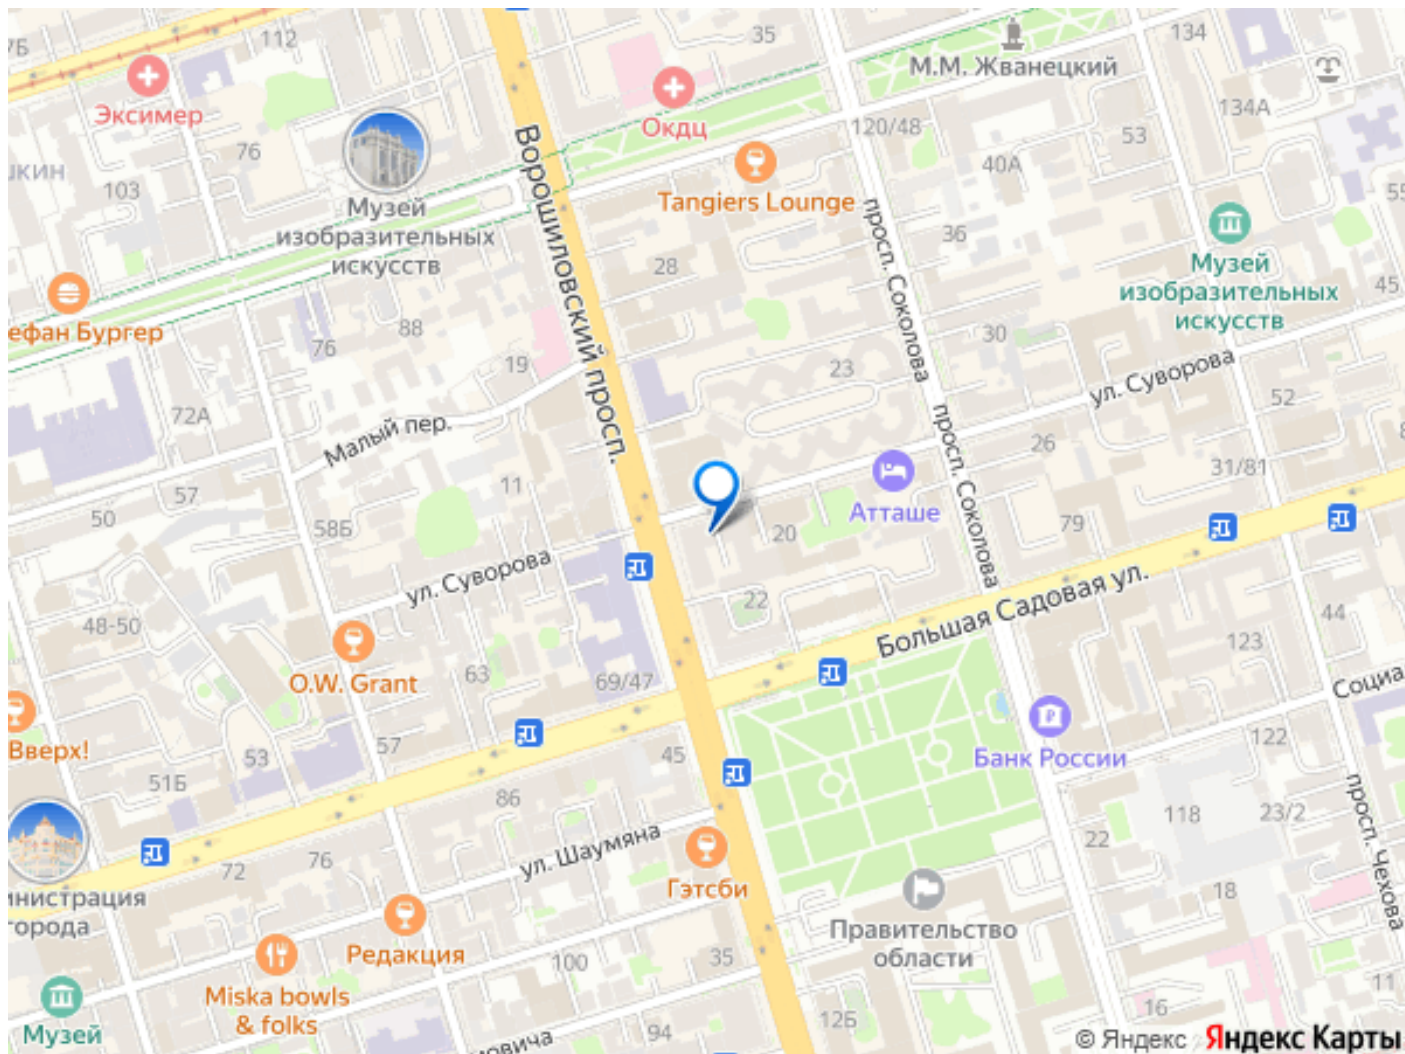 112
35
134
М.М. Жванецкий
Эксимер
Окдц
134А
120/48
53
76
40А
103
Музей
изобразительных
искусств
Tangiers Lounge
Ворошиловский просп.
просп. Соколова
36
28
Музей
изобразительных
искусств
45
88
76
30
19
23
ул. Суворова
52
72А
Малый пер.
просп. Соколова
26
31/81
11
57
50
58Б
Атташе
79
20
ул. Суворова
22
Большая Садовая ул.
48-50
44
123
O.W. Grant
63
69/47
Вверх!
57
53
51Б
45
Банк России
122
86
118
23/2
просп. Чехова
ул. Шаумяна
22
76
72
Гэтсби
18
Правительство
области
города
Редакция
100
35
Miska bowls
& folks
11
16
Музей
94
12Б
© Яндекс Яндекс Карты